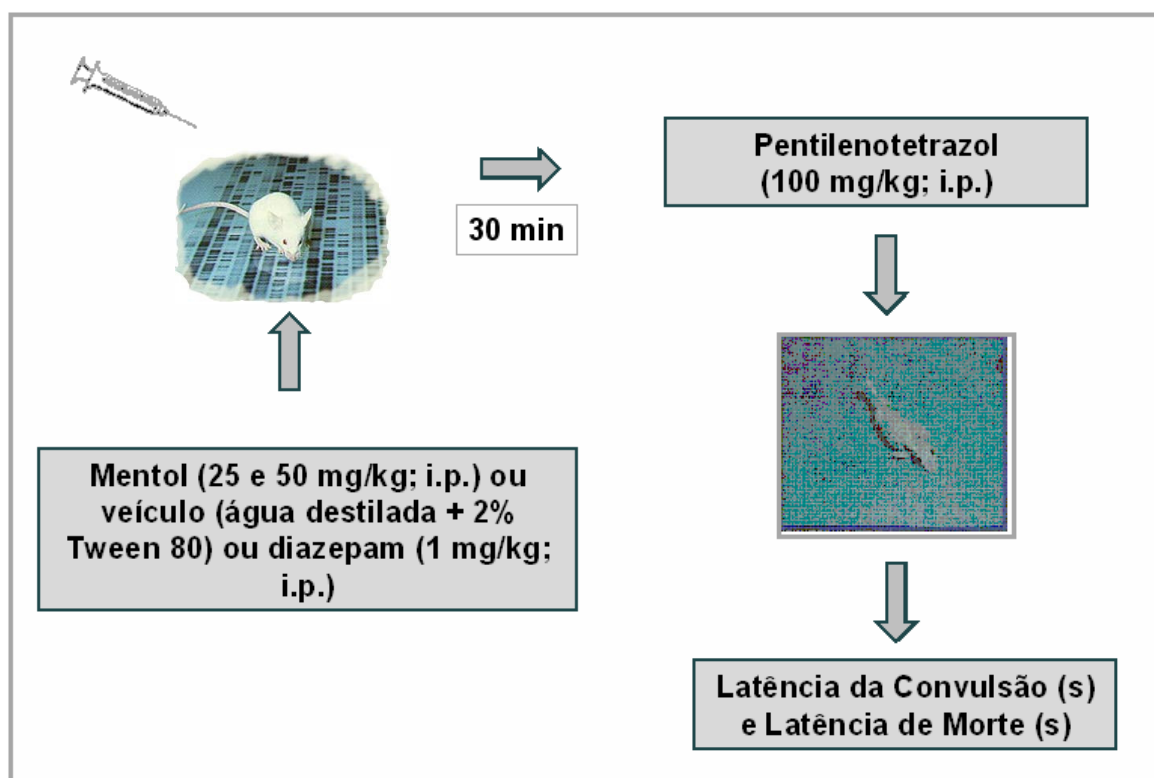 Mentol (25 e 50 mg/kg; i.p.) ou
veículo (água destilada + 2%
Tween 80) ou diazepam (1 mg/kg;
i.p.)
30 min
Pentilenotetrazol
(100 mg/kg; i.p.)
Latência da Convulsão (s)
e Latência de Morte (s)